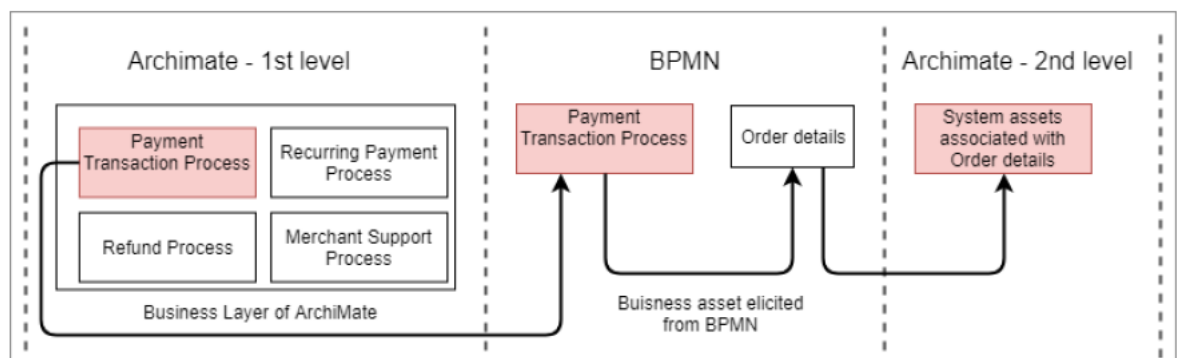 Archimate - 1st level
BPMN
Archimate - 2nd level
Payment
Transaction Process
Recurring Payment
Process
Refund Process
Merchant Support
Process
Business Layer of ArchiMate
Payment
Transaction Process
Order details
Buisness asset elicited
from BPMN
System assets
associated with
Order details